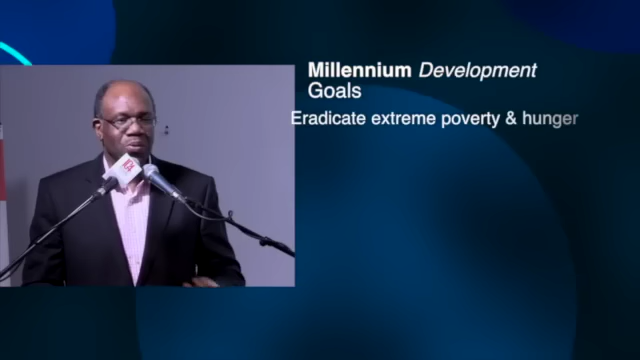 Millennium Development
Goals
Eradicate extreme poverty & hunger